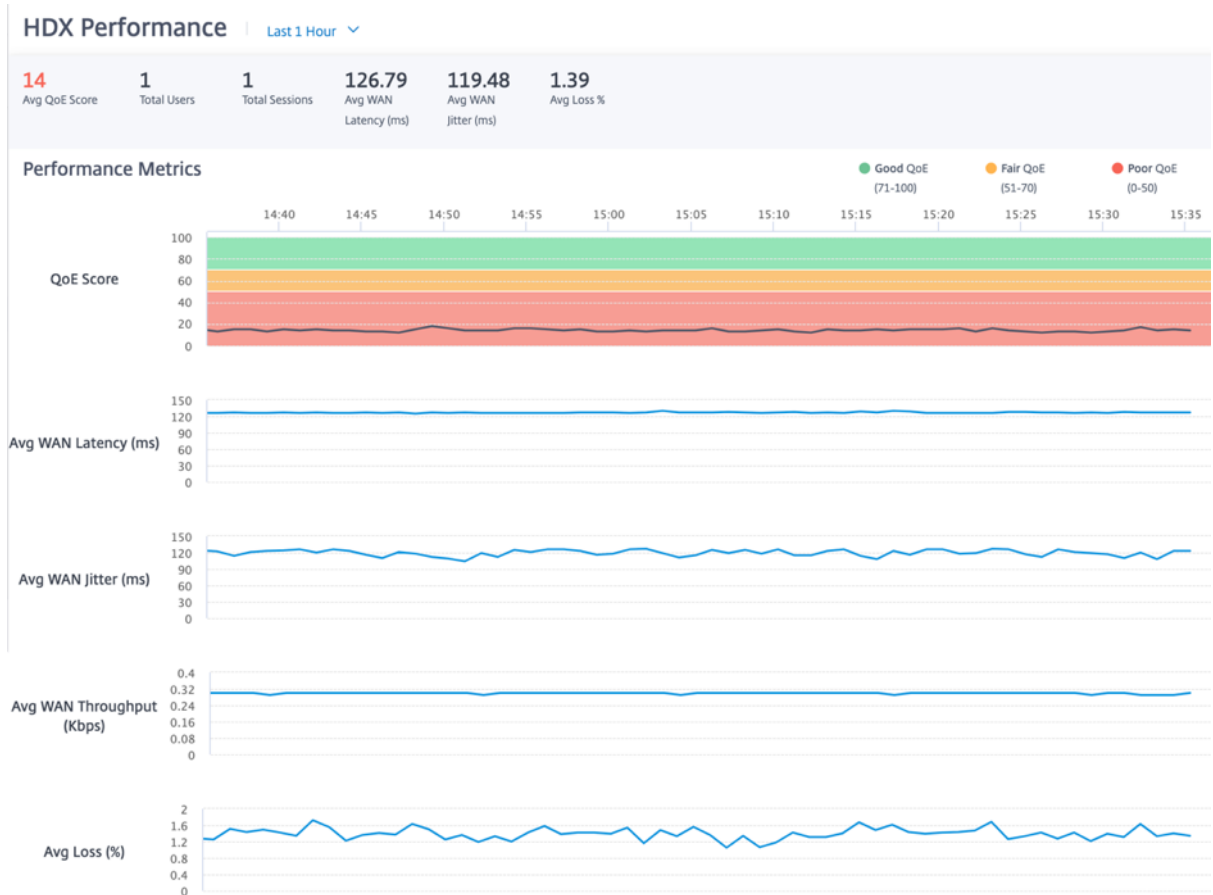 HDX Performance Last 1 Hour
14 1 1 126.79 119.48 1.39
Avg QoE Score Total Users Total Sessions Avg WAN Avg WAN Avg Loss %
Latency (ms) Jitter (ms)
Performance Metrics Good QoE Fair QoE Poor QoE
(71-100) (51-70) (0-50)
14:40 14:45 14:50 14:55 15:00 15:05 15:10 15:15 15:20 15:25 15:30 15:35
100
80
QoE Score 60
40
20
0
150
120
90
Avg WAN Latency (ms) 60
30
0
150
120
90
Avg WAN Jitter (ms) 60
30
0
0.4
0.32
Avg WAN Throughput 0.24
(Kbps) 0.16
0.08
0
2
1.6
1.2
Avg Loss (%) 0.8
0.4
0